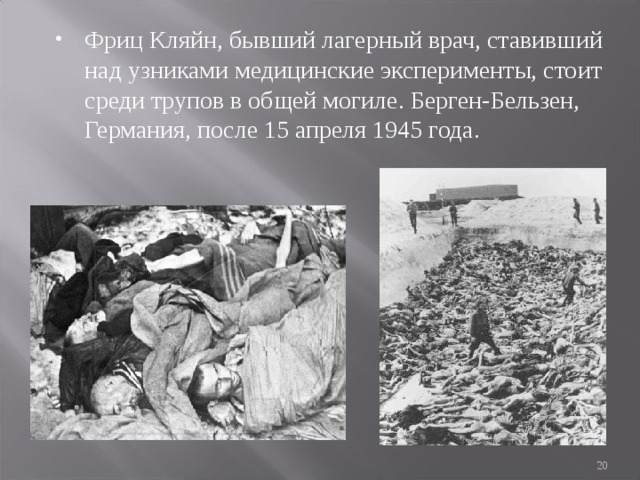 • Фриц Кляйн, бывший лагерный врач, ставивший
над узниками медицинские эксперименты, стоит
среди трупов в общей могиле. Берген-Бельзен,
Германия, после 15 апреля 1945 года.
20